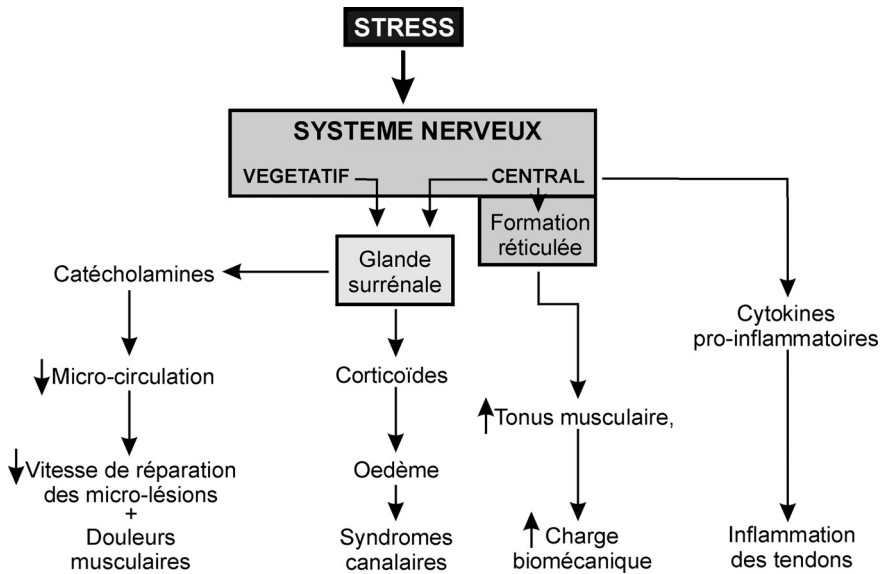 STRESS
SYSTEME NERVEUX
VEGETATIF
CENTRAL
Formation
réticulée
Glande
surrénale
Catécholamines
Cytokines
pro-inflammatoires
Micro-circulation
Corticoïdes
Tonus musculaire,
Vitesse de réparation
des micro-lésions
+
Douleurs
musculaires
Oedème
Syndromes
canalaires
Charge
biomécanique
Inflammation
des tendons